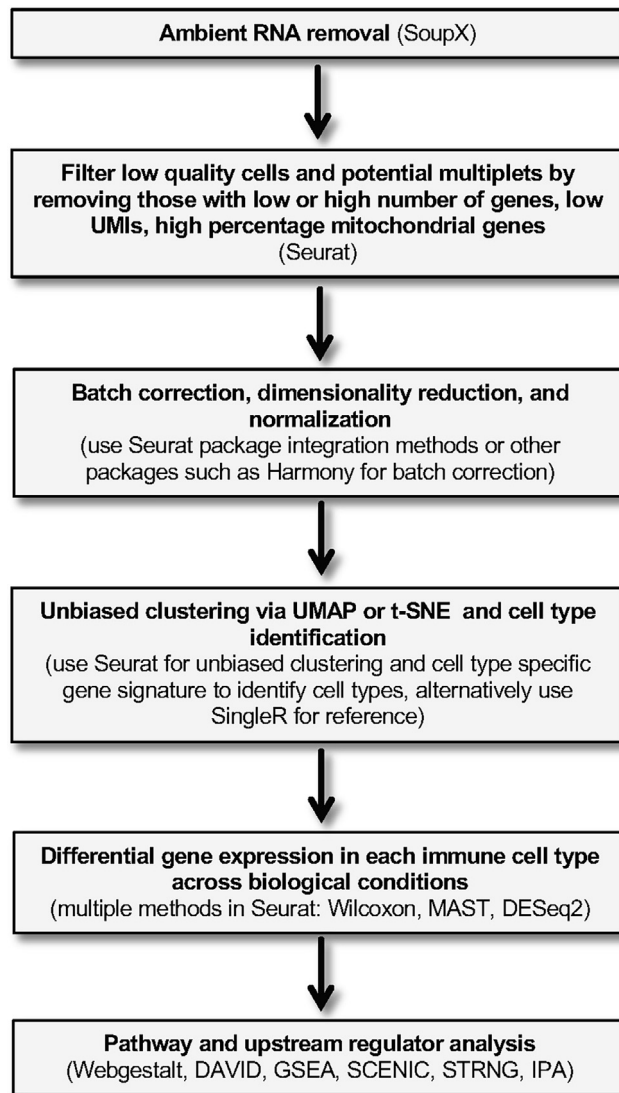 Ambient RNA removal (SoupX)
Filter low quality cells and potential multiplets by
removing those with low or high number of genes, low
UMIs, high percentage mitochondrial genes
(Seurat)
Batch correction, dimensionality reduction, and
normalization
(use Seurat package integration methods or other
packages such as Harmony for batch correction)
Unbiased clustering via UMAP or t-SNE and cell type
identification
(use Seurat for unbiased clustering and cell type specific
gene signature to identify cell types, alternatively use
SingleR for reference)
Differential gene expression in each immune cell type
across biological conditions
(multiple methods in Seurat: Wilcoxon, MAST, DESeq2)
Pathway and upstream regulator analysis
(Webgestalt, DAVID, GSEA, SCENIC, STRNG, IPA)